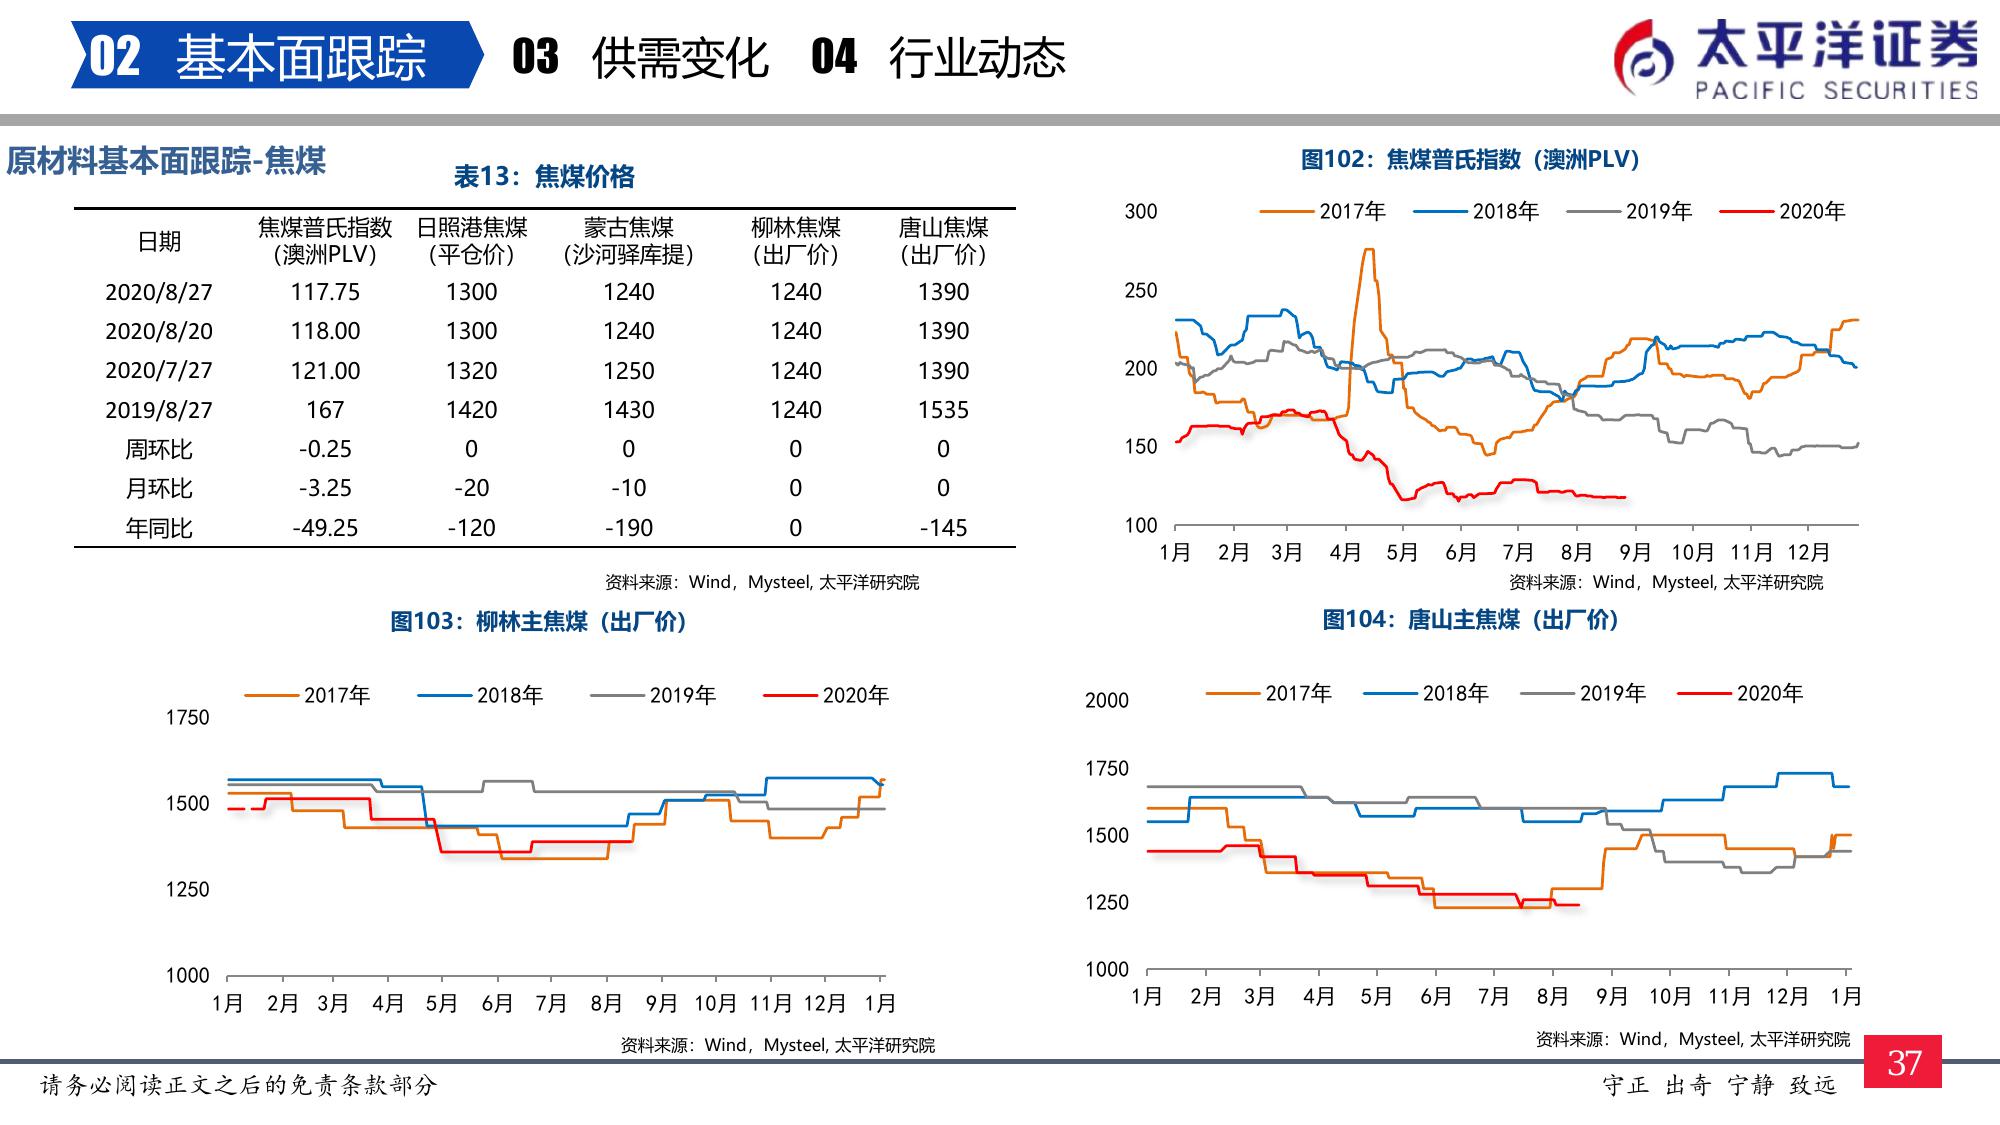 02 基本面跟踪 03 供需变化 04 行业动态
太平洋证券
PACIFIC SECURITIES
原材料基本面跟踪-焦煤
表13：焦煤价格
日期 焦煤普氏指数（澳洲PLV） 日照港焦煤（平仓价） 蒙古焦煤（沙河驿库提） 柳林焦煤（出厂价） 唐山焦煤（出厂价）
2020/8/27 117.75 1300 1240 1240 1390
2020/8/20 118.00 1300 1240 1240 1390
2020/7/27 121.00 1320 1250 1240 1390
2019/8/27 167 1420 1430 1240 1535
周环比 -0.25 0 0 0 0
月环比 -3.25 -20 -10 0 0
年同比 -49.25 -120 -190 0 -145
资料来源：Wind，Mysteel, 太平洋研究院
图102：焦煤普氏指数（澳洲PLV）
2017年 2018年 2019年 2020年
300
250
200
150
100
1月 2月 3月 4月 5月 6月 7月 8月 9月 10月 11月 12月
资料来源：Wind，Mysteel, 太平洋研究院
图103：柳林主焦煤（出厂价）
2017年 2018年 2019年 2020年
1750
1500
1250
1000
1月 2月 3月 4月 5月 6月 7月 8月 9月 10月 11月 12月 1月
资料来源：Wind，Mysteel, 太平洋研究院
图104：唐山主焦煤（出厂价）
2017年 2018年 2019年 2020年
2000
1750
1500
1250
1000
1月 2月 3月 4月 5月 6月 7月 8月 9月 10月 11月 12月 1月
资料来源：Wind，Mysteel, 太平洋研究院
请务必阅读正文之后的免责条款部分
守正 出奇 宁静 致远
37